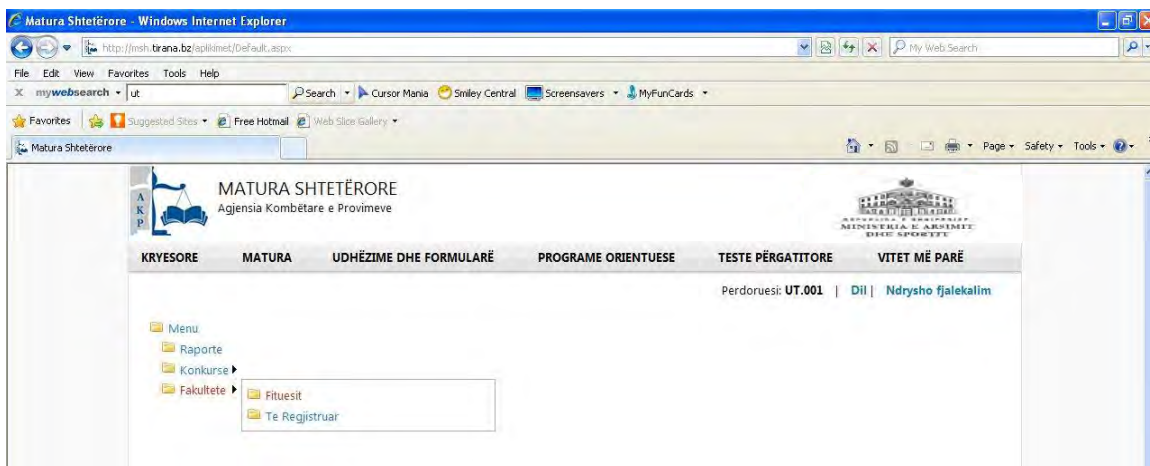 Matura Shtetërore - Windows Internet Explorer
http://msh.tirana.bz/aplikimet/Default.aspx
My Web Search
File Edit View Favorites Tools Help
X mywebsearch ut Search Cursor Mania Smiley Central Screensavers MyFunCards
Favorites Suggested Sites Free Hotmail Web Slice Gallery
Matura Shtetërore Page Safety Tools
AKP
MATURA SHTETËRORE
Agjensia Kombëtare e Provimeve
REPUBLIKA E SHQIPËRISË
MINISTRIA E ARSIMIT
DHE SPORTIT
KRYESORE MATURA UDHËZIME DHE FORMULARË PROGRAME ORIENTUESE TESTE PËRGATITORE VITET MË PARË
Perdoruesi: UT.001 | Dil | Ndrysho fjalekalim
Menu
Raporte
Konkurse
Fakultete
Fituesit
Te Regjistruar